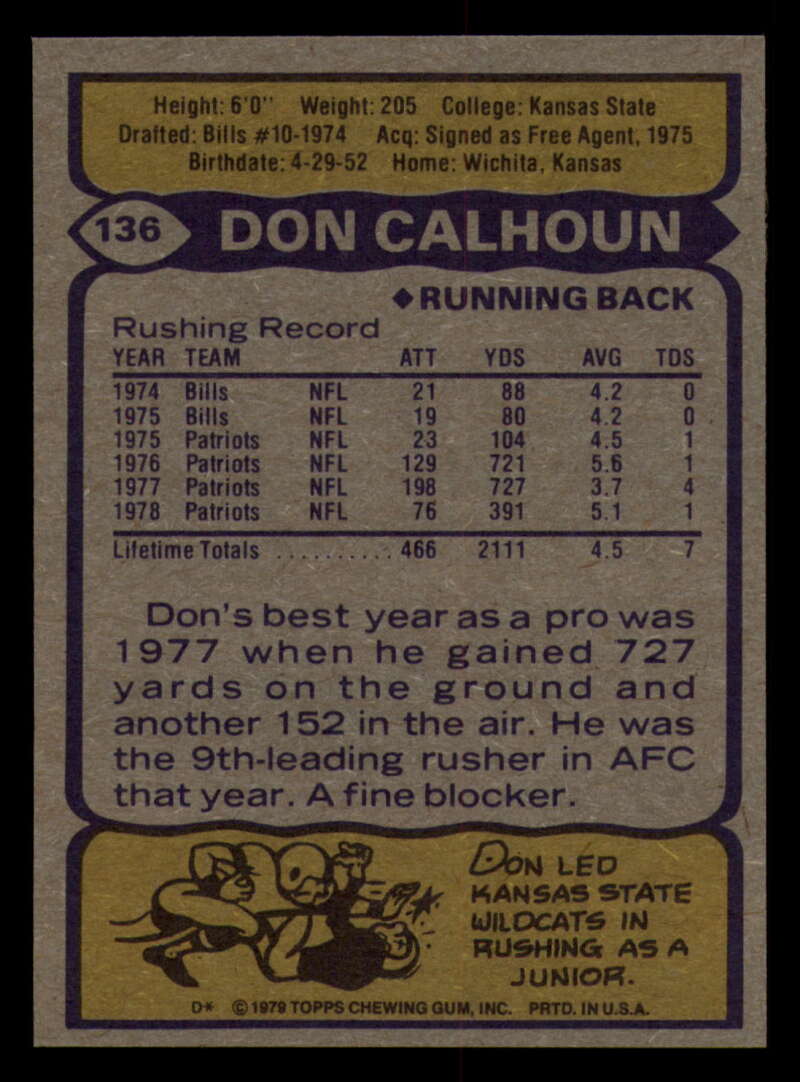 Height: 6'0" Weight: 205 College: Kansas State
Drafted: Bills #10-1974 Acq: Signed as Free Agent, 1975
Birthdate: 4-29-52 Home: Wichita, Kansas
136 DON CALHOUN
◆RUNNING BACK
Rushing Record
YEAR TEAM ATT YDS AVG TDS
1974 Bills NFL 21 88 4.2 0
1975 Bills NFL 19 80 4.2 0
1975 Patriots NFL 23 104 4.5 1
1976 Patriots NFL 129 721 5.6 1
1977 Patriots NFL 198 727 3.7 4
1978 Patriots NFL 76 391 5.1 1
Lifetime Totals .......... 466 2111 4.5 7
Don's best year as a pro was
1977 when he gained 727
yards on the ground and
another 152 in the air. He was
the 9th-leading rusher in AFC
that year. A fine blocker.
DON LED
KANSAS STATE
WILDCATS IN
RUSHING AS A
JUNIOR.
D* © 1979 TOPPS CHEWING GUM, INC. PRTD. IN U.S.A.